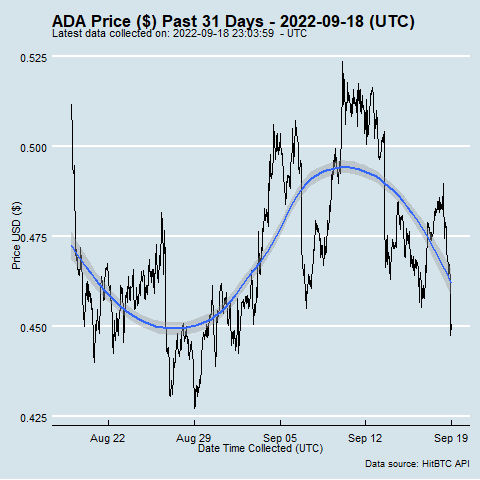 ADA Price ($) Past 31 Days - 2022-09-18 (UTC)
Latest data collected on: 2022-09-18 23:03:59 - UTC
0.525
0.500
0.475
0.450
0.425
Price USD ($)
Aug 22
Aug 29
Sep 05
Sep 12
Sep 19
Date Time Collected (UTC)
Data source: HitBTC API